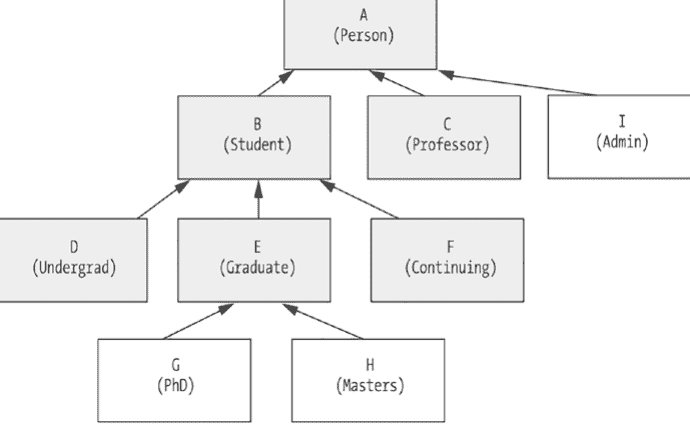 A
(Person)
B
(Student)
C
(Professor)
I
(Admin)
D
(Undergrad)
E
(Graduate)
F
(Continuing)
G
(PhD)
H
(Masters)